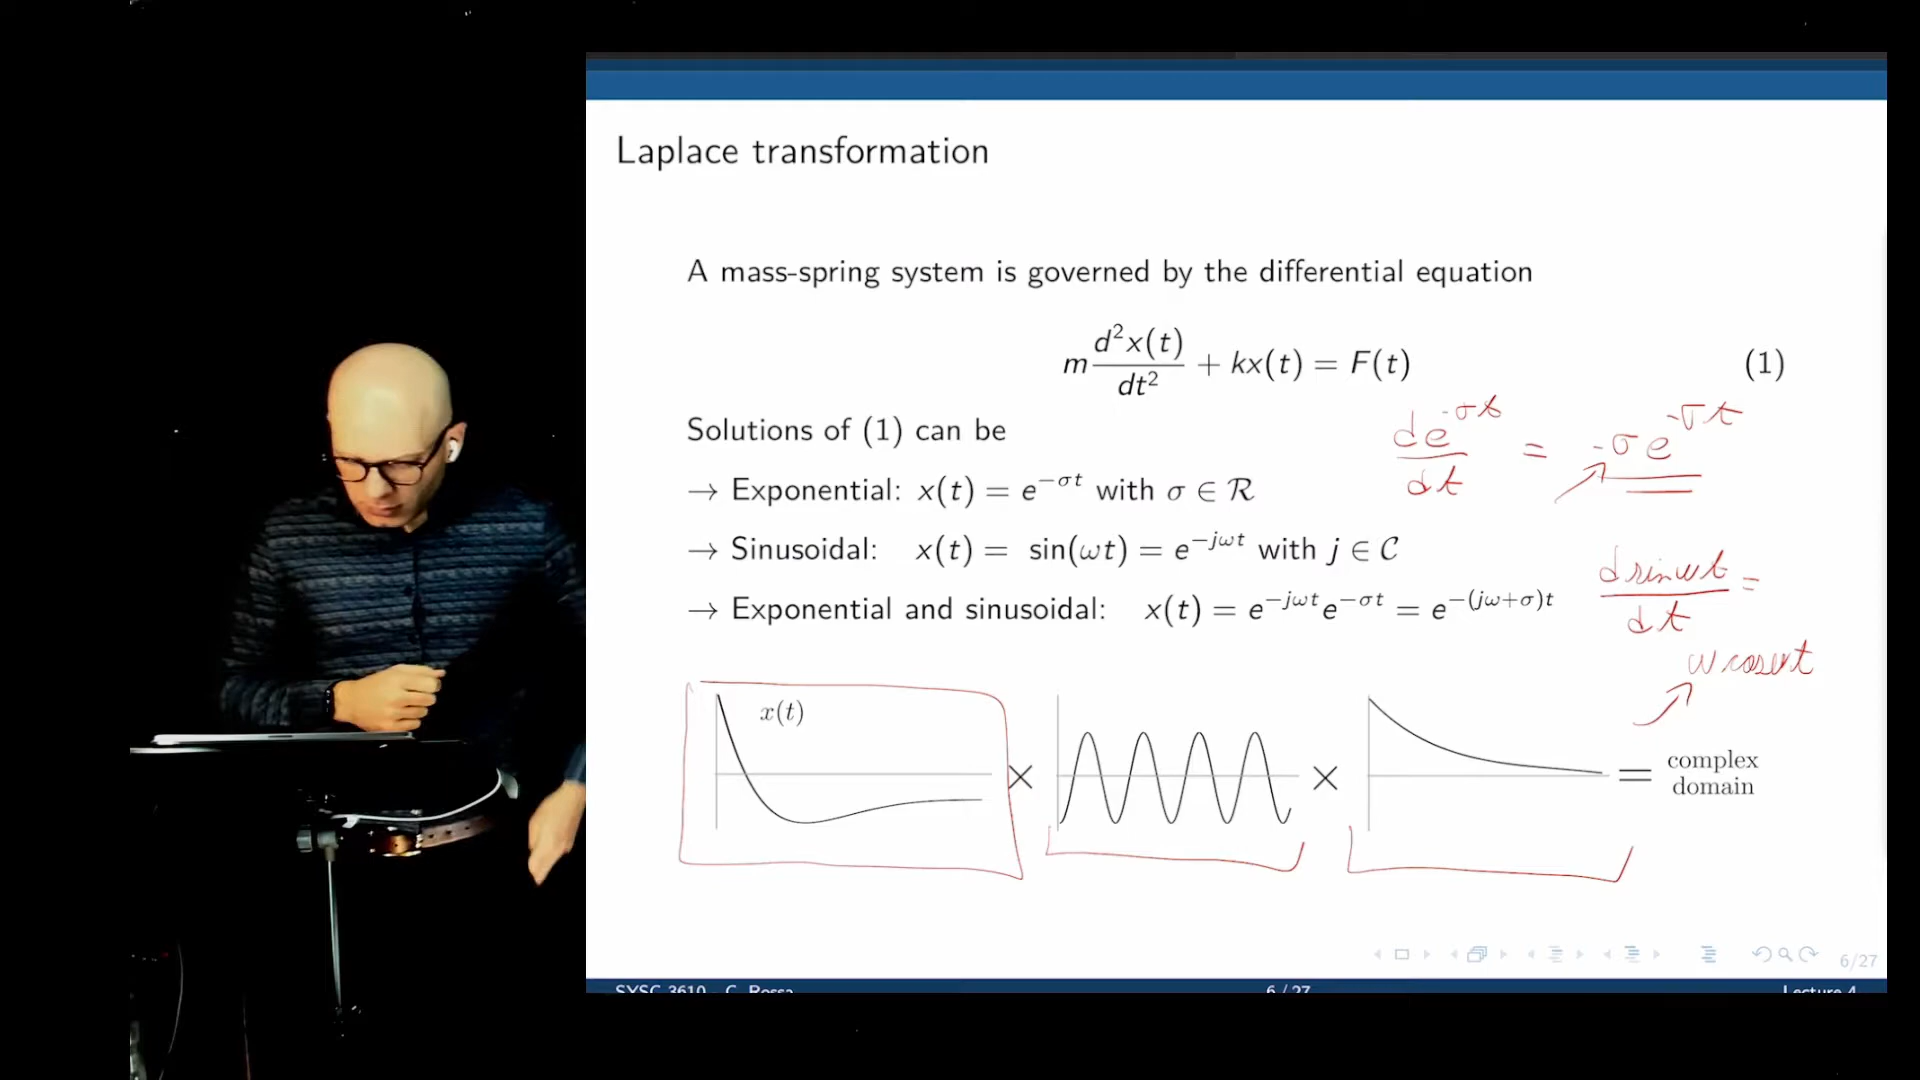 Laplace transformation
A mass-spring system is governed by the differential equation
m d²x(t)/dt² + kx(t) = F(t) (1)
Solutions of (1) can be
→ Exponential: x(t) = e^{−σt} with σ ∈ ℛ
→ Sinusoidal: x(t) = sin(ωt) = e^{−jωt} with j ∈ 𝒞
→ Exponential and sinusoidal: x(t) = e^{−jωt}e^{−σt} = e^{−(jω+σ)t}
de^{-σt}/dt = -σe^{-σt}
d sinωt/dt =
ω cosωt
x(t)
× × = complex
domain
6/27
SYSC 3610 - C. Rossa 6 / 27 Lecture 4